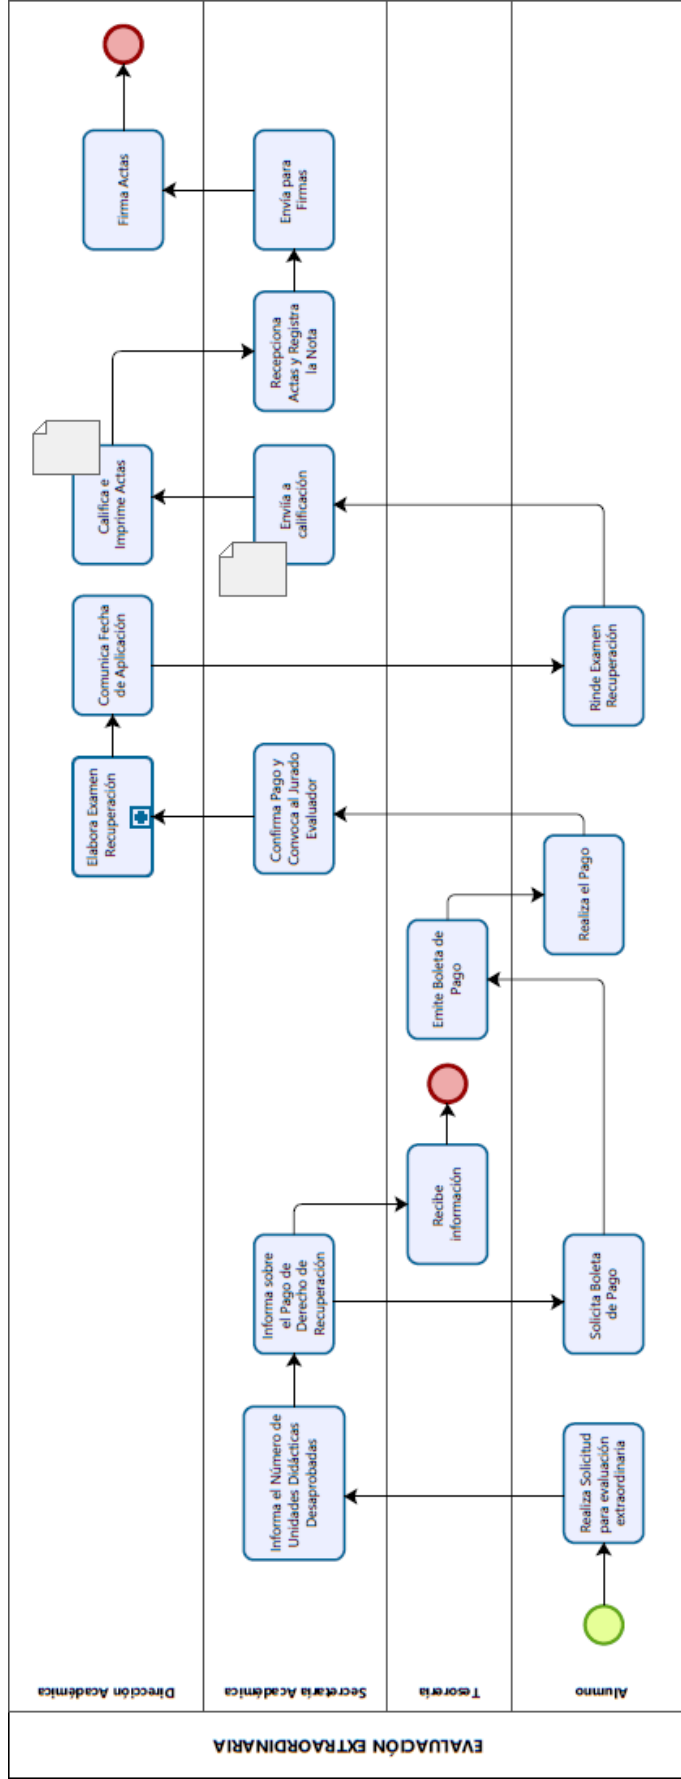 EVALUACIÓN EXTRAORDINARIA
Dirección Académica
Elabora Examen
Recuperación
Comunica Fecha
de Aplicación
Califica e
Imprime Actas
Firma Actas
Secretaria Académica
Informa el Número de
Unidades Didácticas
Desaprobadas
Informa sobre
el Pago de
Derecho de
Recuperación
Confirma Pago y
Convoca al Jurado
Evaluador
Envíia a
calificación
Recepciona
Actas y Registra
la Nota
Envía para
Firmas
Tesorería
Recibe
información
Emite Boleta de
Pago
Alumno
Realiza Solicitud
para evaluación
extraordinaria
Solicita Boleta
de Pago
Realiza el Pago
Rinde Examen
Recuperación